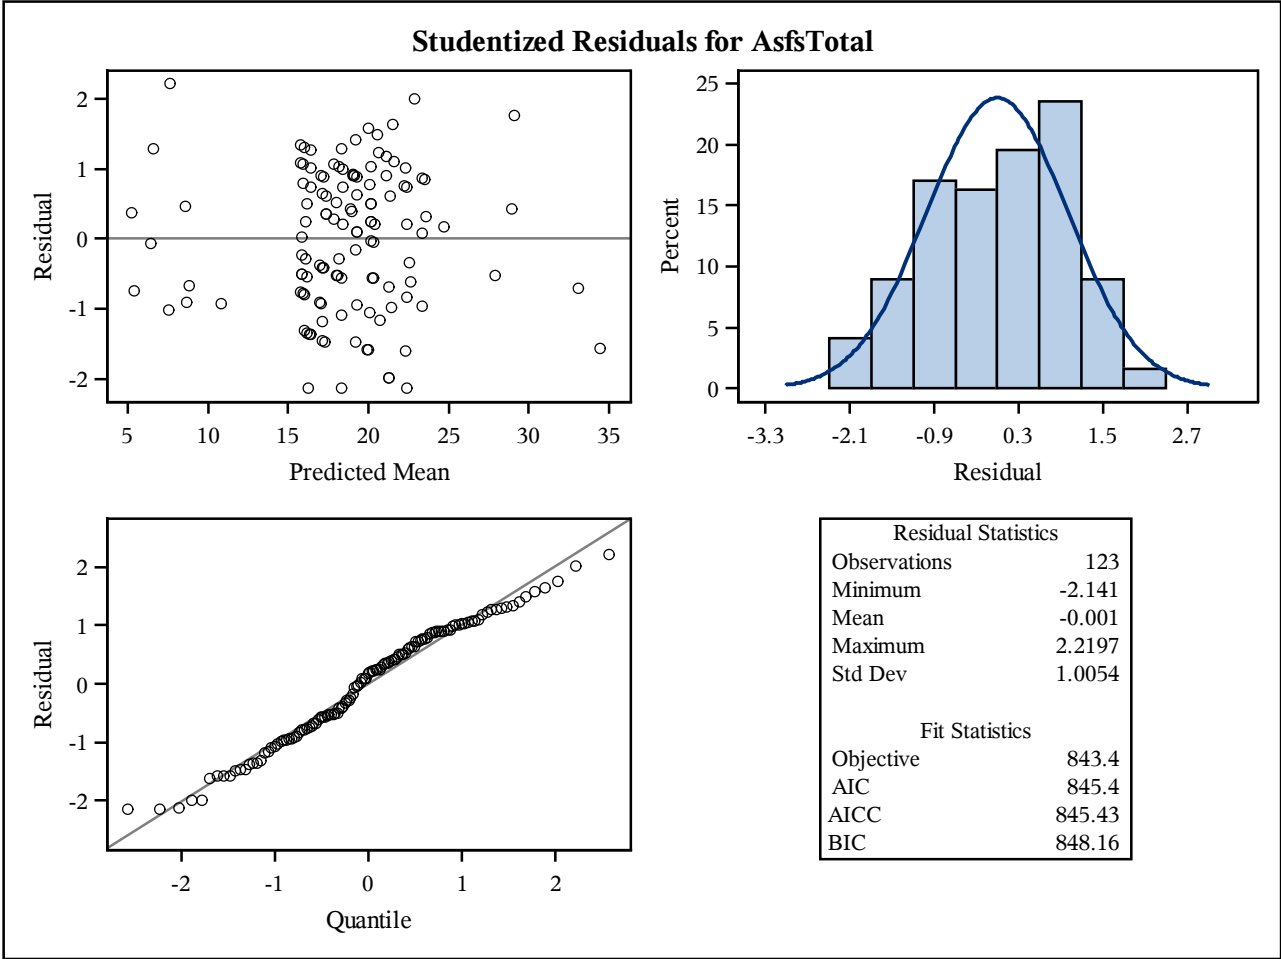 Studentized Residuals for AsfsTotal
2
1
0
-1
-2
Residual
5 10 15 20 25 30 35
Predicted Mean
25
20
15
10
5
0
Percent
-3.3 -2.1 -0.9 0.3 1.5 2.7
Residual
2
1
0
-1
-2
Residual
-2 -1 0 1 2
Quantile
Residual Statistics
Observations 123
Minimum -2.141
Mean -0.001
Maximum 2.2197
Std Dev 1.0054
Fit Statistics
Objective 843.4
AIC 845.4
AICC 845.43
BIC 848.16